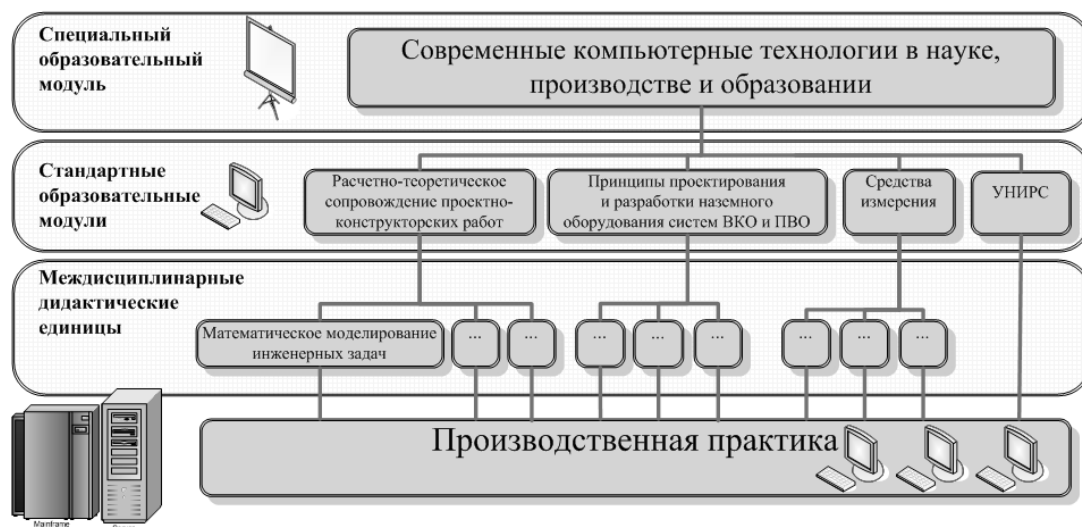 Специальный
образовательный
модуль
Современные компьютерные технологии в науке,
производстве и образовании
Стандартные
образовательные
модули
Расчетно-теоретическое
сопровождение проектно-
конструкторских работ
Принципы проектирования
и разработки наземного
оборудования систем ВКО и ПВО
Средства
измерения
УНИРС
Междисциплинарные
дидактические
единицы
Математическое моделирование
инженерных задач
...
...
...
...
...
...
...
...
Производственная практика
Mainframe